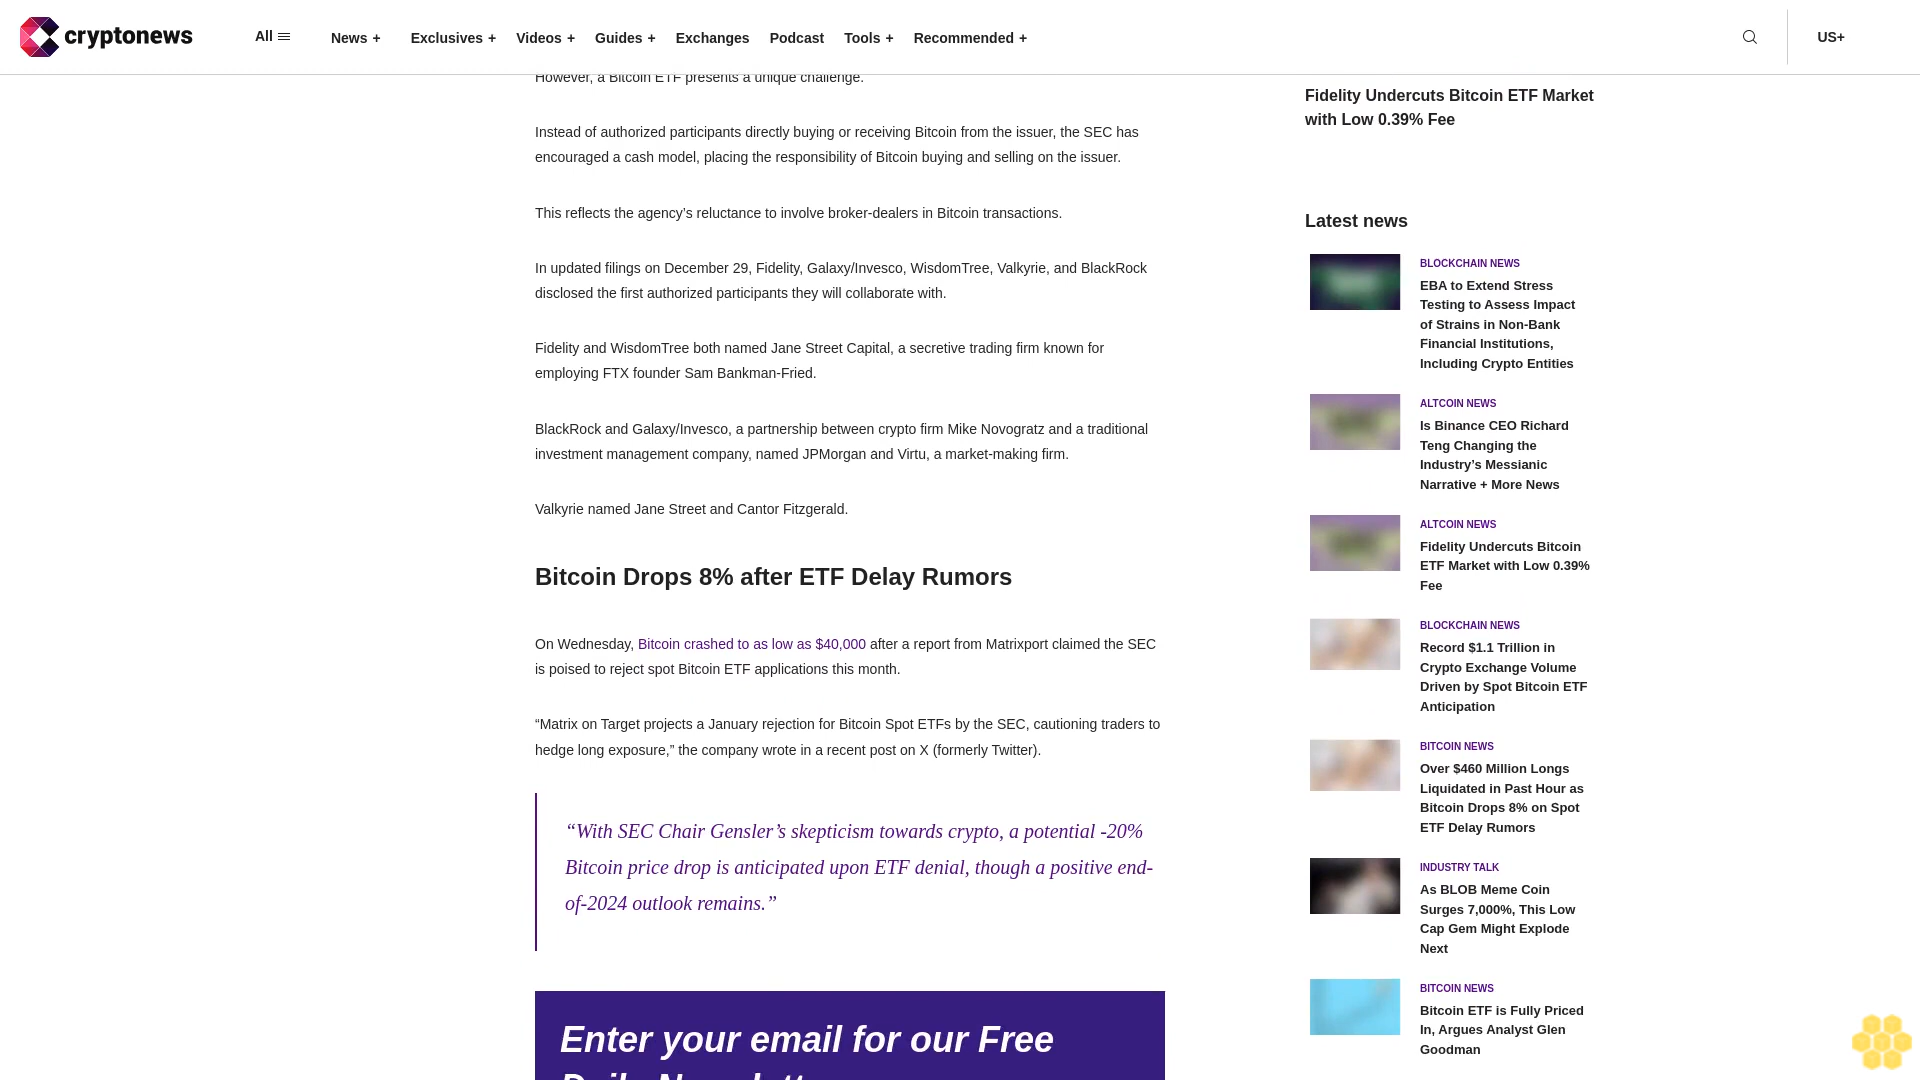 cryptonews
All
News +
Exclusives +
Videos +
Guides +
Exchanges
Podcast
Tools +
Recommended +
US+
However, a Bitcoin ETF presents a unique challenge.
Instead of authorized participants directly buying or receiving Bitcoin from the issuer, the SEC has
encouraged a cash model, placing the responsibility of Bitcoin buying and selling on the issuer.
This reflects the agency’s reluctance to involve broker-dealers in Bitcoin transactions.
In updated filings on December 29, Fidelity, Galaxy/Invesco, WisdomTree, Valkyrie, and BlackRock
disclosed the first authorized participants they will collaborate with.
Fidelity and WisdomTree both named Jane Street Capital, a secretive trading firm known for
employing FTX founder Sam Bankman-Fried.
BlackRock and Galaxy/Invesco, a partnership between crypto firm Mike Novogratz and a traditional
investment management company, named JPMorgan and Virtu, a market-making firm.
Valkyrie named Jane Street and Cantor Fitzgerald.
Bitcoin Drops 8% after ETF Delay Rumors
On Wednesday, Bitcoin crashed to as low as $40,000 after a report from Matrixport claimed the SEC
is poised to reject spot Bitcoin ETF applications this month.
“Matrix on Target projects a January rejection for Bitcoin Spot ETFs by the SEC, cautioning traders to
hedge long exposure,” the company wrote in a recent post on X (formerly Twitter).
“With SEC Chair Gensler’s skepticism towards crypto, a potential -20%
Bitcoin price drop is anticipated upon ETF denial, though a positive end-
of-2024 outlook remains.”
Enter your email for our Free
Fidelity Undercuts Bitcoin ETF Market
with Low 0.39% Fee
Latest news
BLOCKCHAIN NEWS
EBA to Extend Stress
Testing to Assess Impact
of Strains in Non-Bank
Financial Institutions,
Including Crypto Entities
ALTCOIN NEWS
Is Binance CEO Richard
Teng Changing the
Industry’s Messianic
Narrative + More News
ALTCOIN NEWS
Fidelity Undercuts Bitcoin
ETF Market with Low 0.39%
Fee
BLOCKCHAIN NEWS
Record $1.1 Trillion in
Crypto Exchange Volume
Driven by Spot Bitcoin ETF
Anticipation
BITCOIN NEWS
Over $460 Million Longs
Liquidated in Past Hour as
Bitcoin Drops 8% on Spot
ETF Delay Rumors
INDUSTRY TALK
As BLOB Meme Coin
Surges 7,000%, This Low
Cap Gem Might Explode
Next
BITCOIN NEWS
Bitcoin ETF is Fully Priced
In, Argues Analyst Glen
Goodman